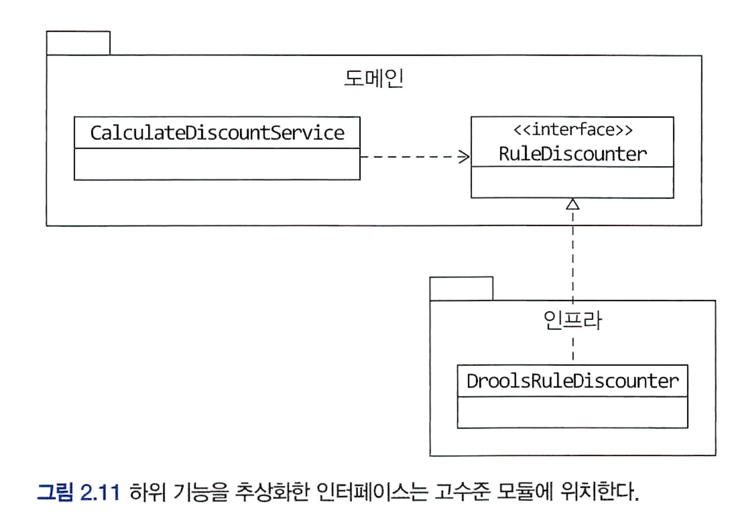 도메인
CalculateDiscountService
<<interface>>
RuleDiscounter
인프라
DroolsRuleDiscounter
그림 2.11 하위 기능을 추상화한 인터페이스는 고수준 모듈에 위치한다.